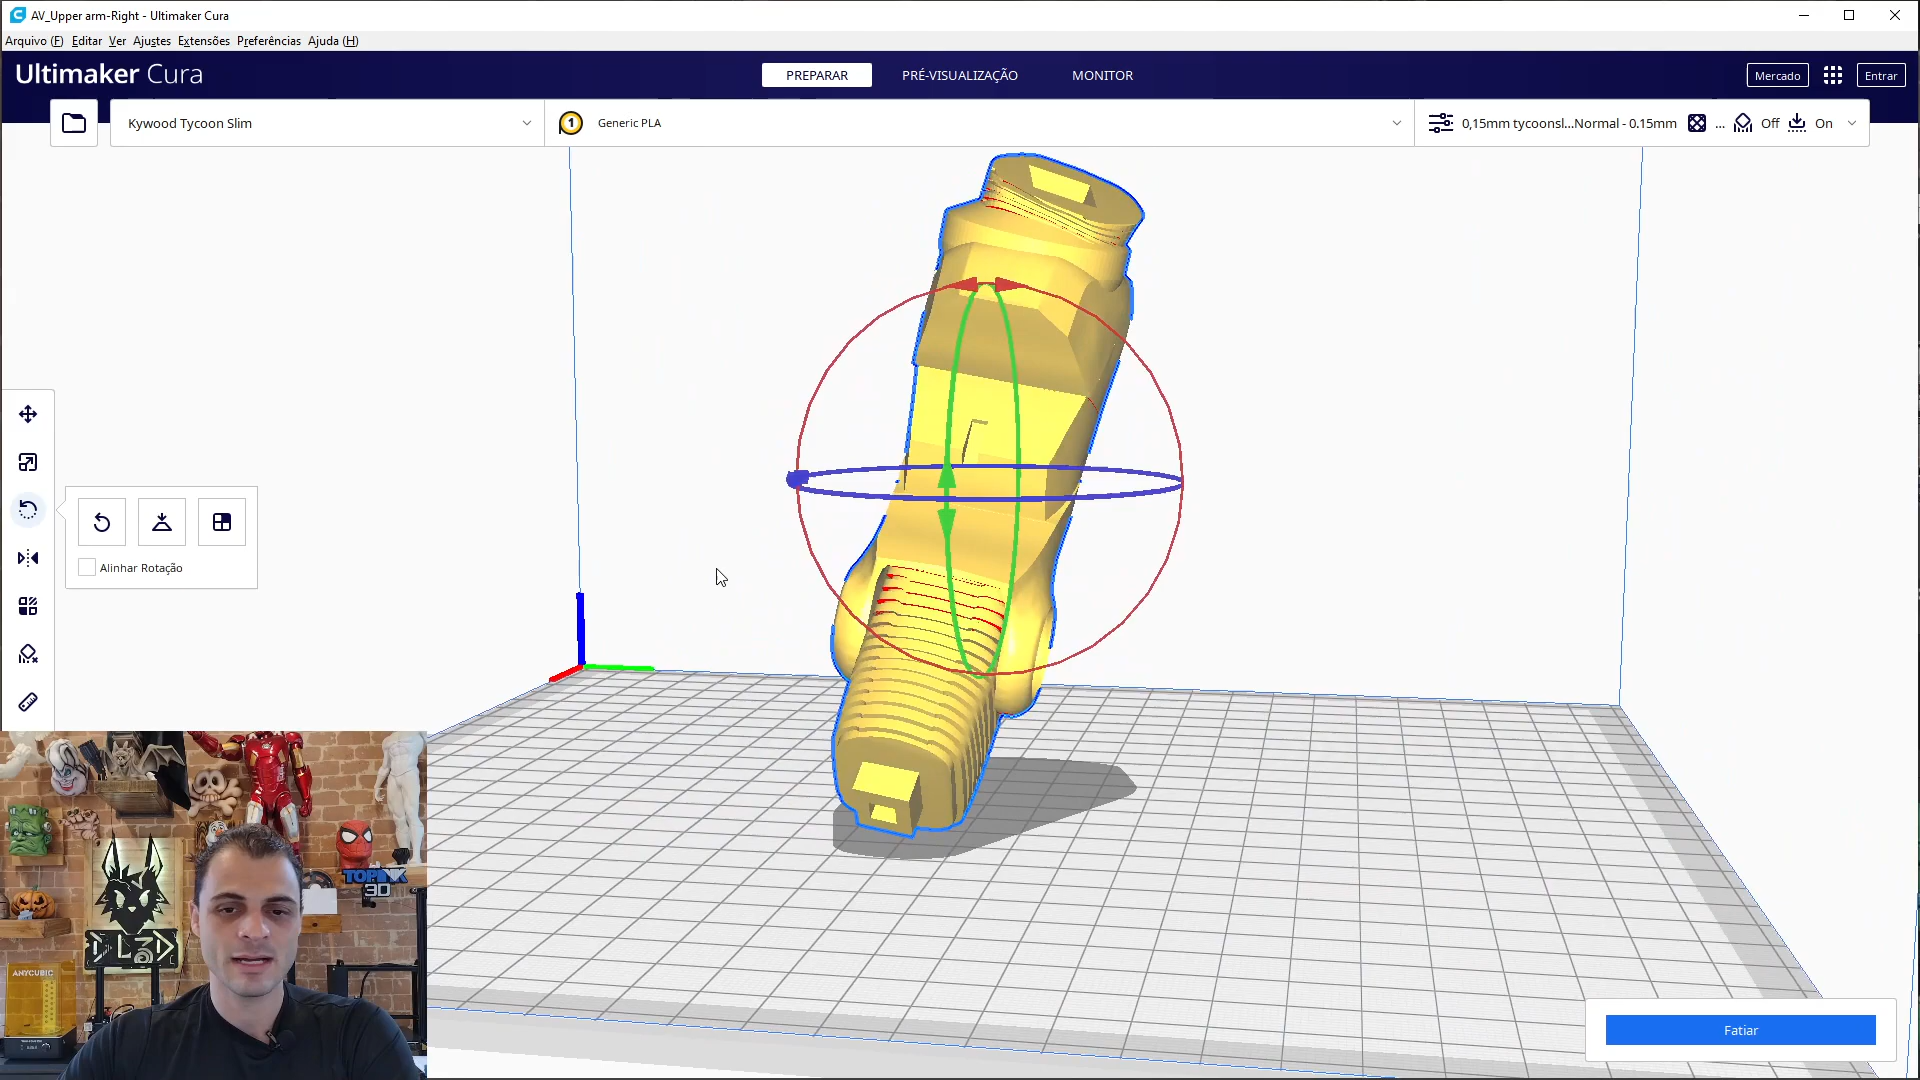 AV_Upper arm-Right - Ultimaker Cura
Arquivo (F) Editar Ver Ajustes Extensões Preferências Ajuda (H)
Ultimaker Cura
PREPARAR
PRÉ-VISUALIZAÇÃO
MONITOR
Mercado
Entrar
Kywood Tycoon Slim
1
Generic PLA
0,15mm tycoonsl...Normal - 0.15mm
...
Off
On
Alinhar Rotação
TOPINK
3D
DL3D
ANYCUBIC
Fatiar